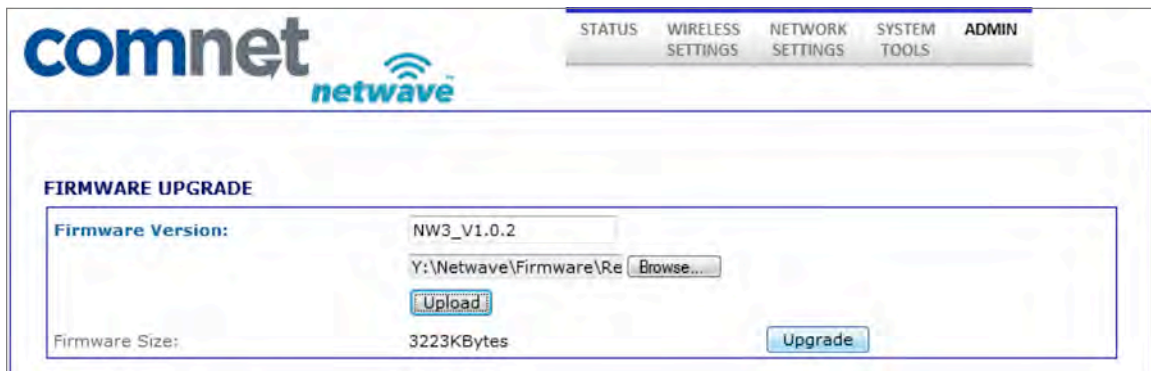 comnet
netwave™
STATUS WIRELESS SETTINGS NETWORK SETTINGS SYSTEM TOOLS ADMIN
FIRMWARE UPGRADE
Firmware Version: NW3_V1.0.2
Y:\Netwave\Firmware\Re Browse...
Upload
Firmware Size: 3223KBytes Upgrade